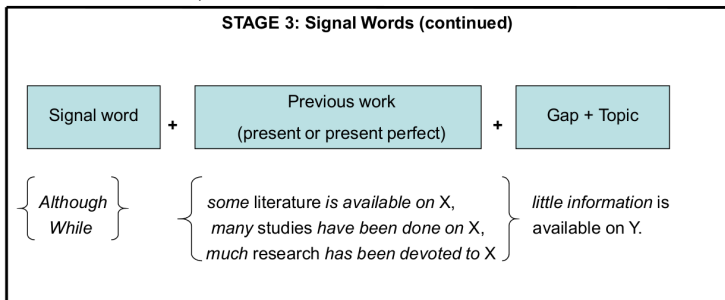 STAGE 3: Signal Words (continued)
Signal word
+
Previous work
(present or present perfect)
+
Gap + Topic
Although
While
some literature is available on X,
many studies have been done on X,
much research has been devoted to X
little information is
available on Y.